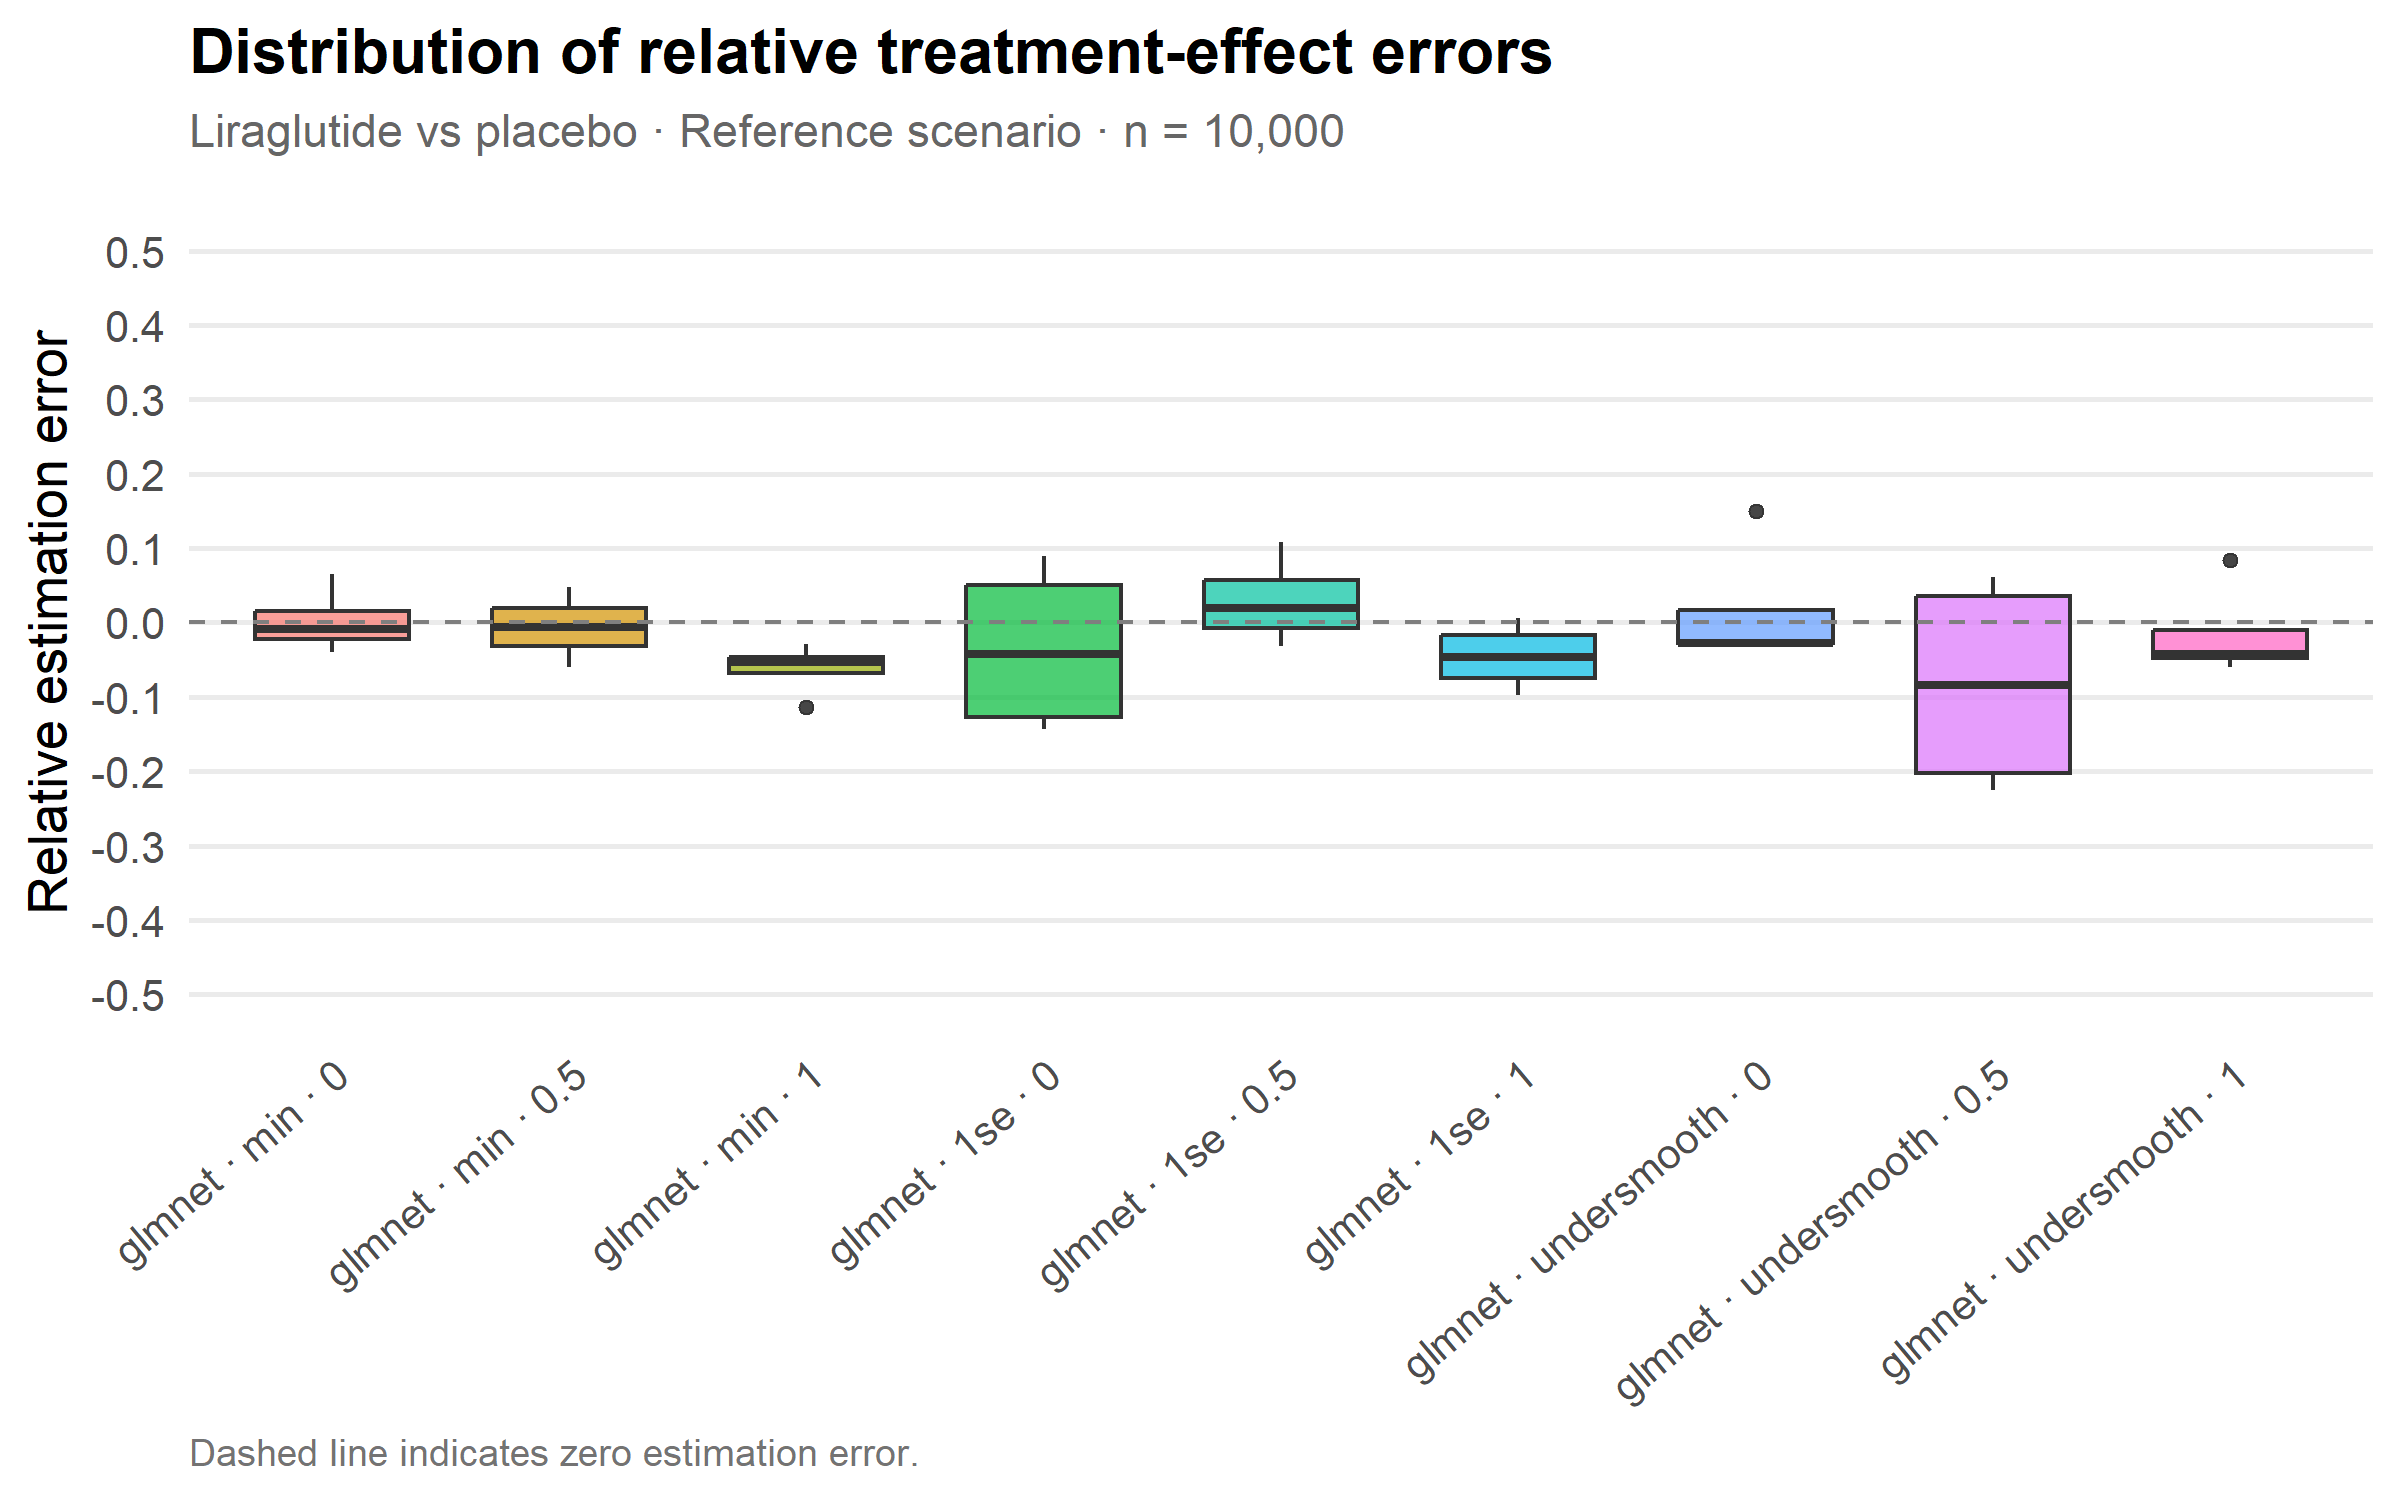 Distribution of relative treatment-effect errors
Liraglutide vs placebo · Reference scenario · n = 10,000
Relative estimation error
0.5
0.4
0.3
0.2
0.1
0.0
-0.1
-0.2
-0.3
-0.4
-0.5
glmnet · min · 0
glmnet · min · 0.5
glmnet · min · 1
glmnet · 1se · 0
glmnet · 1se · 0.5
glmnet · 1se · 1
glmnet · undersmooth · 0
glmnet · undersmooth · 0.5
glmnet · undersmooth · 1
Dashed line indicates zero estimation error.